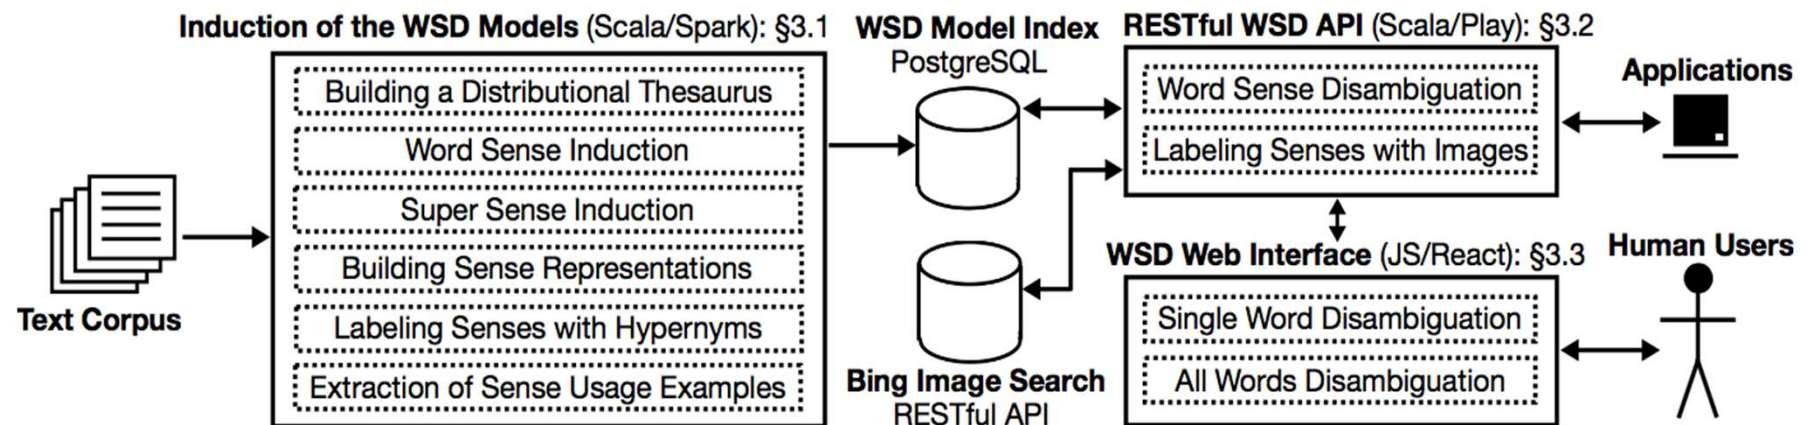 Induction of the WSD Models (Scala/Spark): §3.1
Building a Distributional Thesaurus
Word Sense Induction
Super Sense Induction
Building Sense Representations
Labeling Senses with Hypernyms
Extraction of Sense Usage Examples
Text Corpus
WSD Model Index
PostgreSQL
Bing Image Search
RESTful API
RESTful WSD API (Scala/Play): §3.2
Word Sense Disambiguation
Labeling Senses with Images
WSD Web Interface (JS/React): §3.3
Single Word Disambiguation
All Words Disambiguation
Applications
Human Users